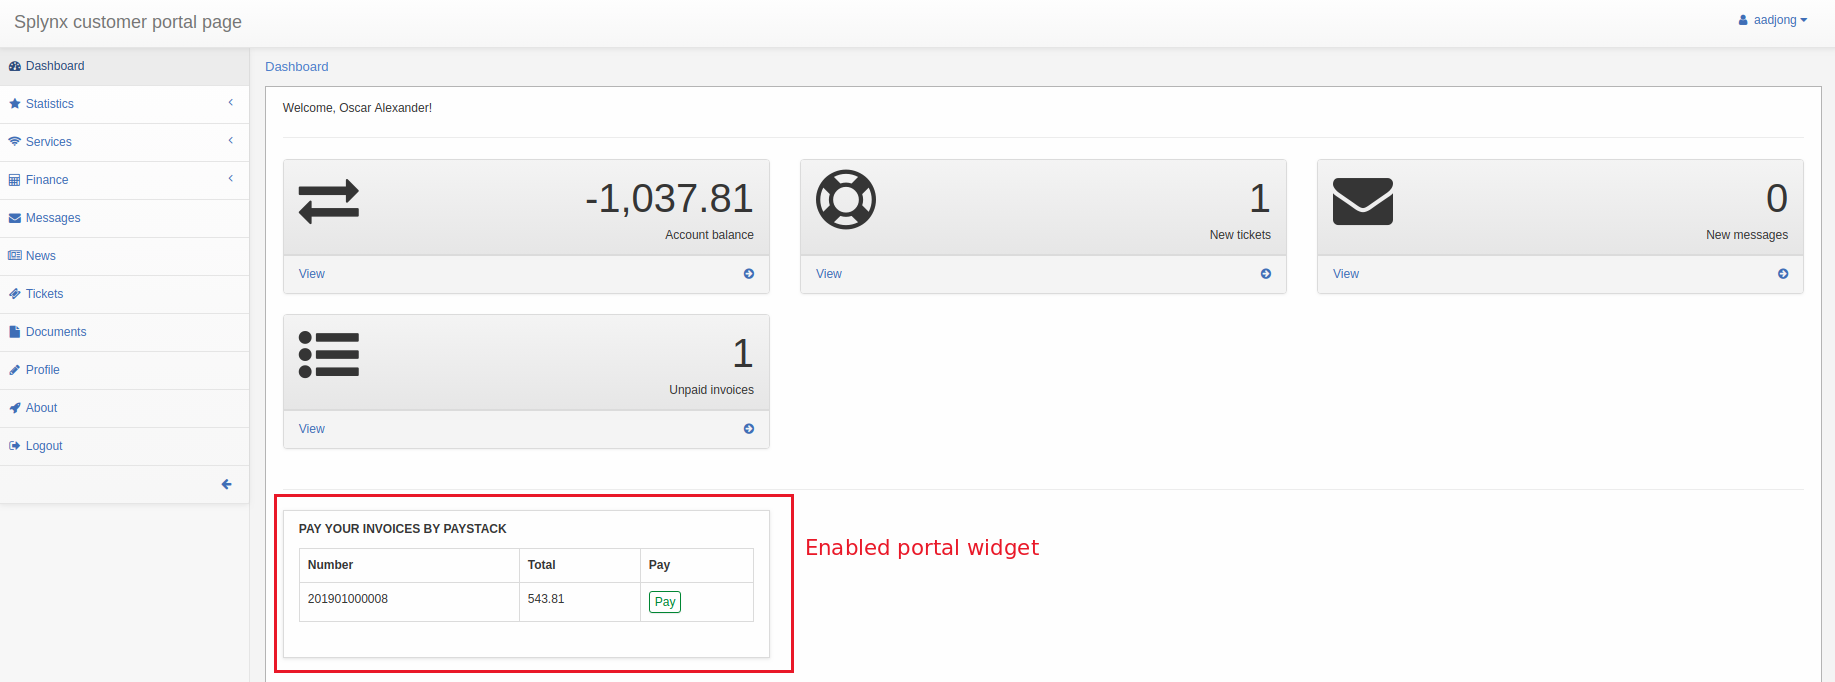 Splynx customer portal page
aadjong
Dashboard
Statistics
Services
Finance
Messages
News
Tickets
Documents
Profile
About
Logout
Dashboard
Welcome, Oscar Alexander!
-1,037.81
Account balance
View
1
New tickets
View
0
New messages
View
1
Unpaid invoices
View
PAY YOUR INVOICES BY PAYSTACK
Number Total Pay
201901000008 543.81 Pay
Enabled portal widget